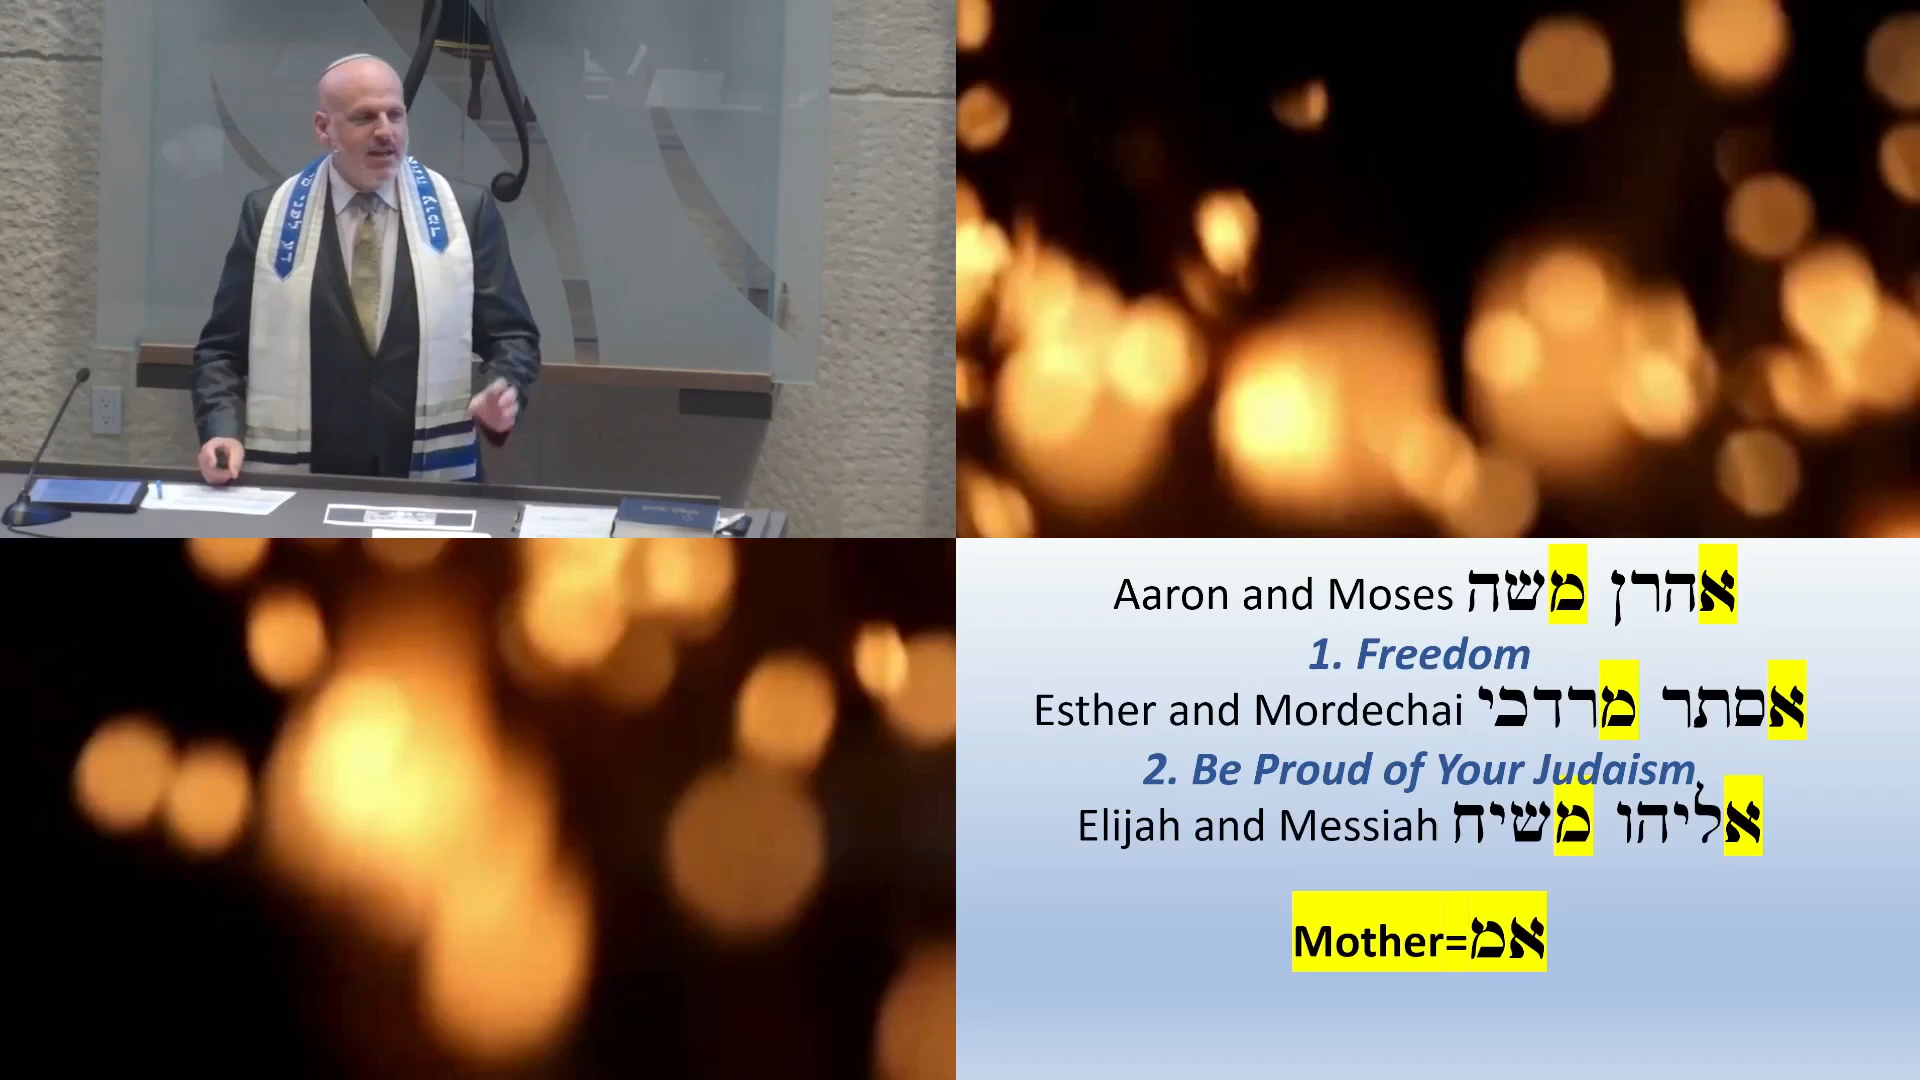 Aaron and Moses אהרן משה
1. Freedom
Esther and Mordechai אסתר מרדכי
2. Be Proud of Your Judaism
Elijah and Messiah אליהו משיח
Mother=אמ